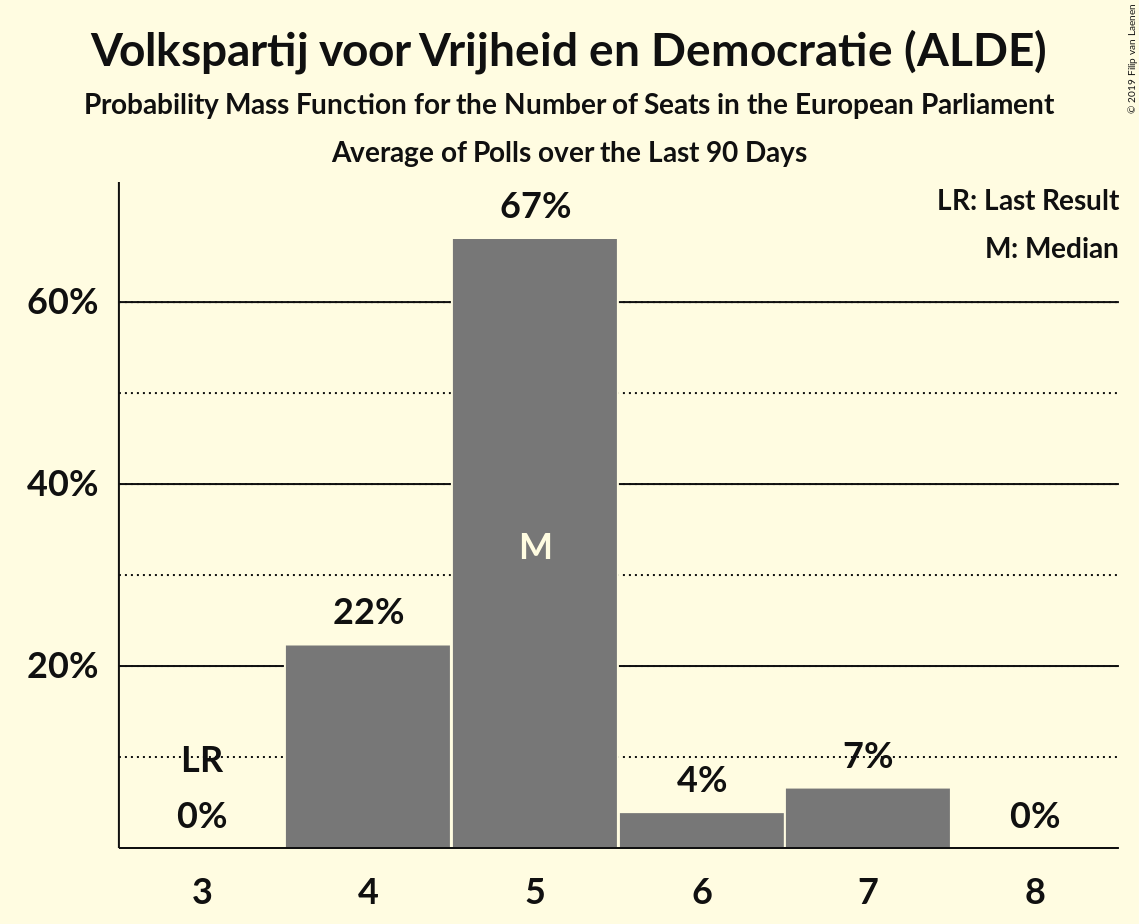 Volkspartij voor Vrijheid en Democratie (ALDE)
Probability Mass Function for the Number of Seats in the European Parliament
Average of Polls over the Last 90 Days
© 2019 Filip van Laenen
LR: Last Result
M: Median
67%
60%
40%
M
22%
20%
LR
7%
4%
0%
0%
3 4 5 6 7 8